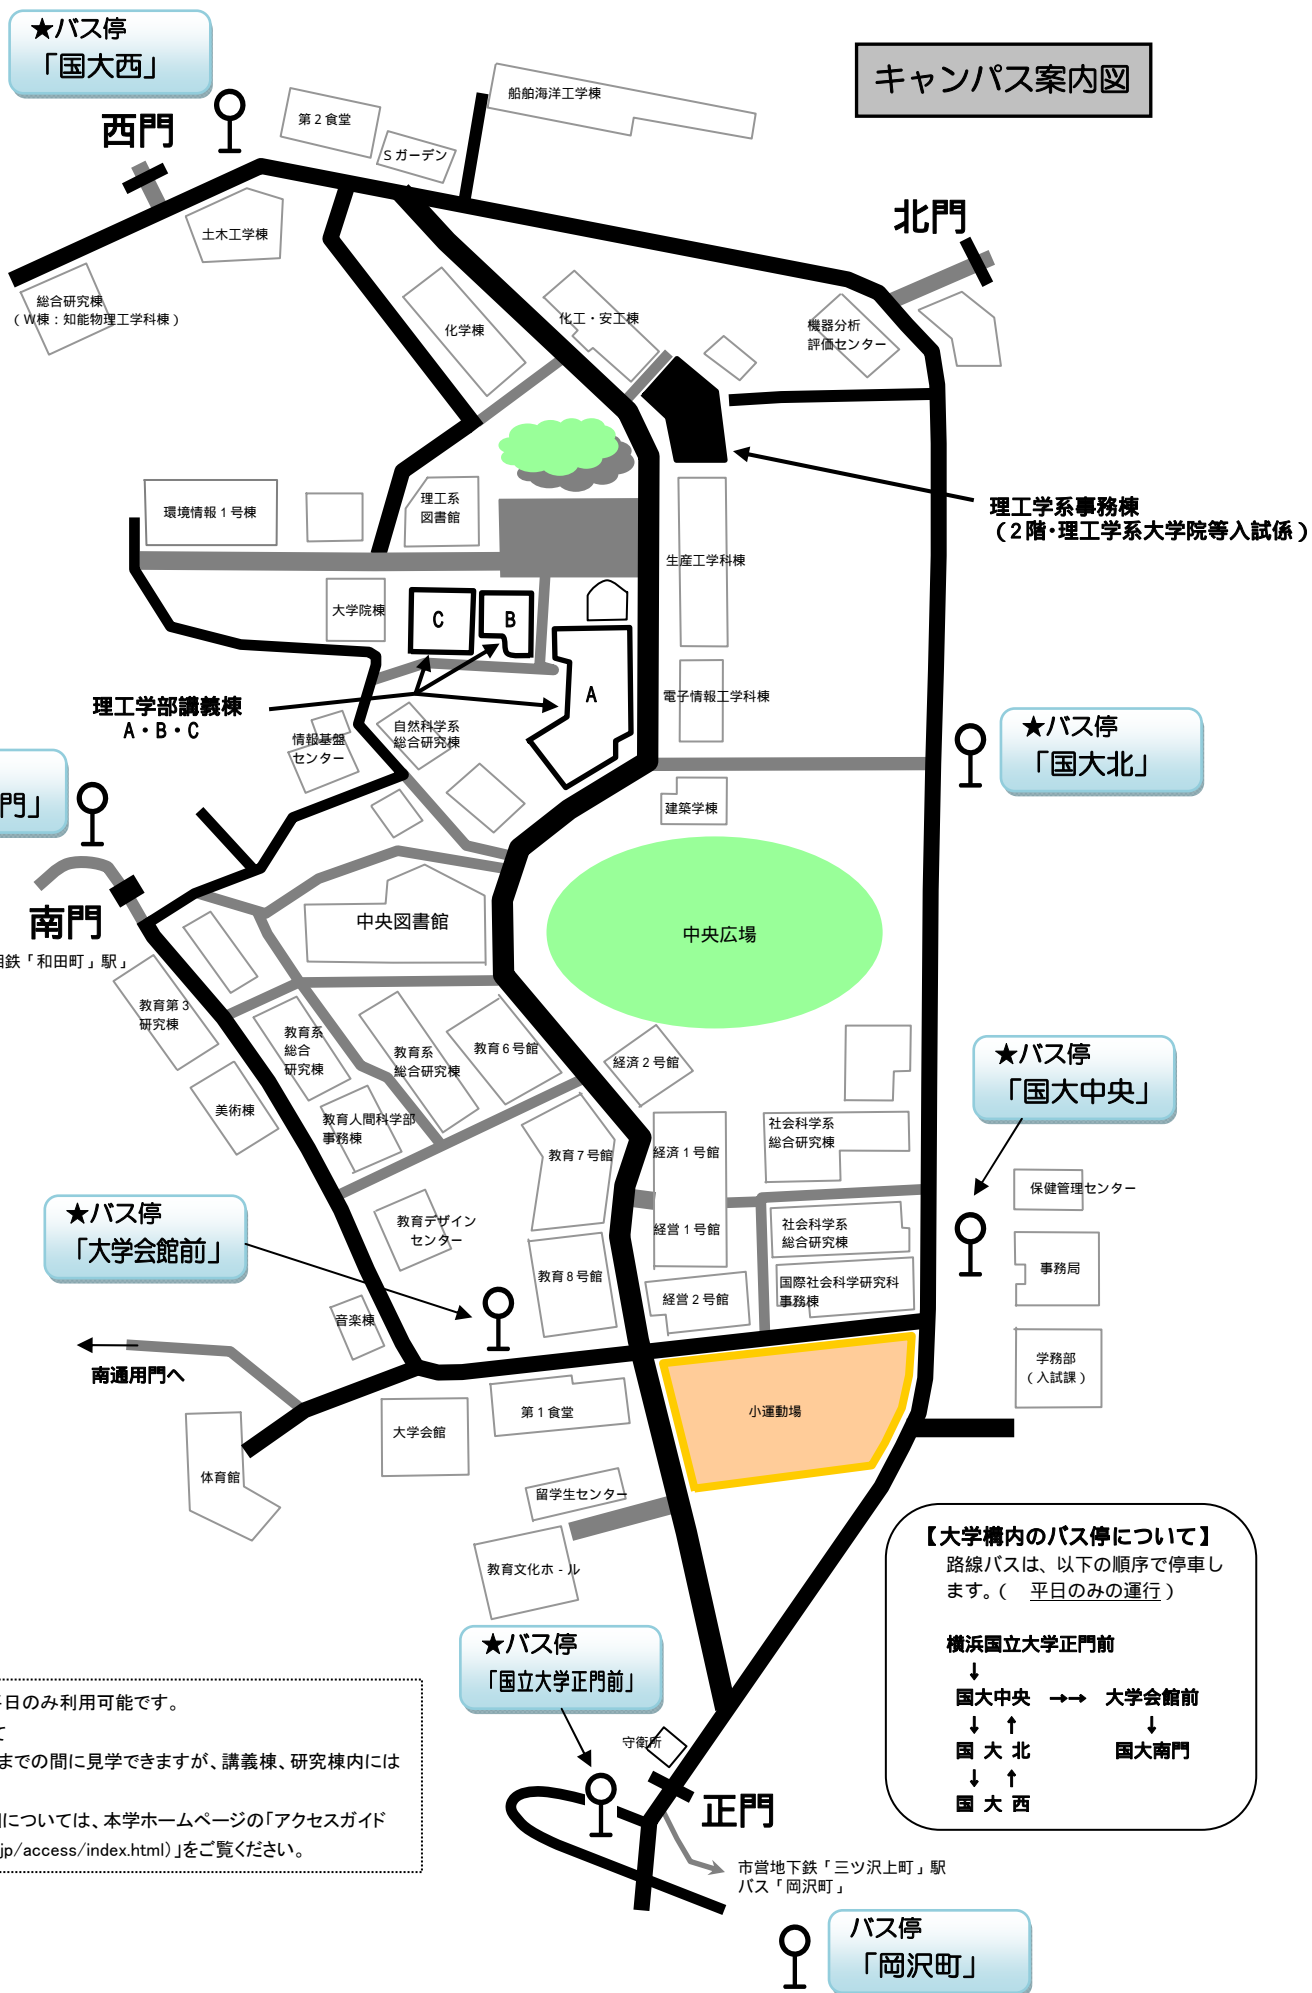 ★バス停
「国大西」
西門
キャンパス案内図
船舶海洋工学棟
第2食堂
Sガーデン
土木工学棟
北門
総合研究棟
(W棟:知能物理工学科棟)
化学棟
化工・安工棟
機器分析
評価センター
理工系
図書館
環境情報1号棟
理工学系事務棟
(2階・理工学系大学院等入試係)
生産工学科棟
大学院棟
C
B
A
理工学部講義棟
A・B・C
電子情報工学科棟
自然科学系
総合研究棟
情報基盤
センター
★バス停
「国大北」
門」
建築学棟
南門
相鉄「和田町」駅」
中央図書館
中央広場
教育第3
研究棟
教育系
総合
研究棟
教育系
総合研究棟
教育6号館
経済2号館
★バス停
「国大中央」
美術棟
教育人間科学部
事務棟
教育7号館
経済1号館
社会科学系
総合研究棟
保健管理センター
★バス停
「大学会館前」
教育デザイン
センター
経営1号館
社会科学系
総合研究棟
事務局
教育8号館
経営2号館
国際社会科学研究科
事務棟
音楽棟
南通用門へ
学務部
(入試課)
大学会館
第1食堂
小運動場
体育館
留学生センター
教育文化ホ-ル
【大学構内のバス停について】
路線バスは、以下の順序で停車し
ます。( 平日のみの運行)
横浜国立大学正門前
↓
国大中央 →→ 大学会館前
↓ ↑ ↓
国 大 北 国大南門
↓ ↑
国 大 西
★バス停
「国立大学正門前」
平日のみ利用可能です。
て
までの間に見学できますが、講義棟、研究棟内には
については、本学ホームページの「アクセスガイド
jp/access/index.html)」をご覧ください。
守衛所
正門
市営地下鉄「三ツ沢上町」駅
バス「岡沢町」
バス停
「岡沢町」